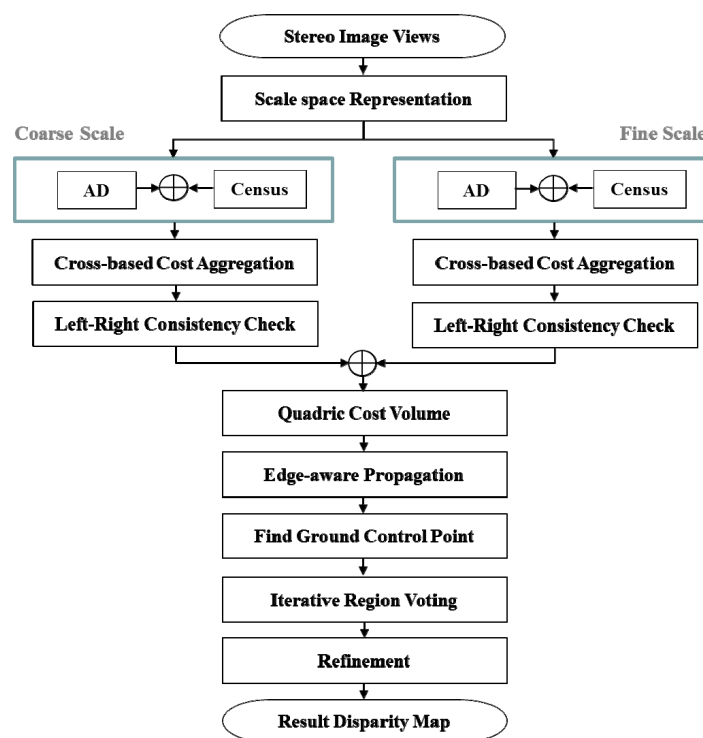 Stereo Image Views
Scale space Representation
Coarse Scale
Fine Scale
AD
Census
AD
Census
Cross-based Cost Aggregation
Cross-based Cost Aggregation
Left-Right Consistency Check
Left-Right Consistency Check
Quadric Cost Volume
Edge-aware Propagation
Find Ground Control Point
Iterative Region Voting
Refinement
Result Disparity Map